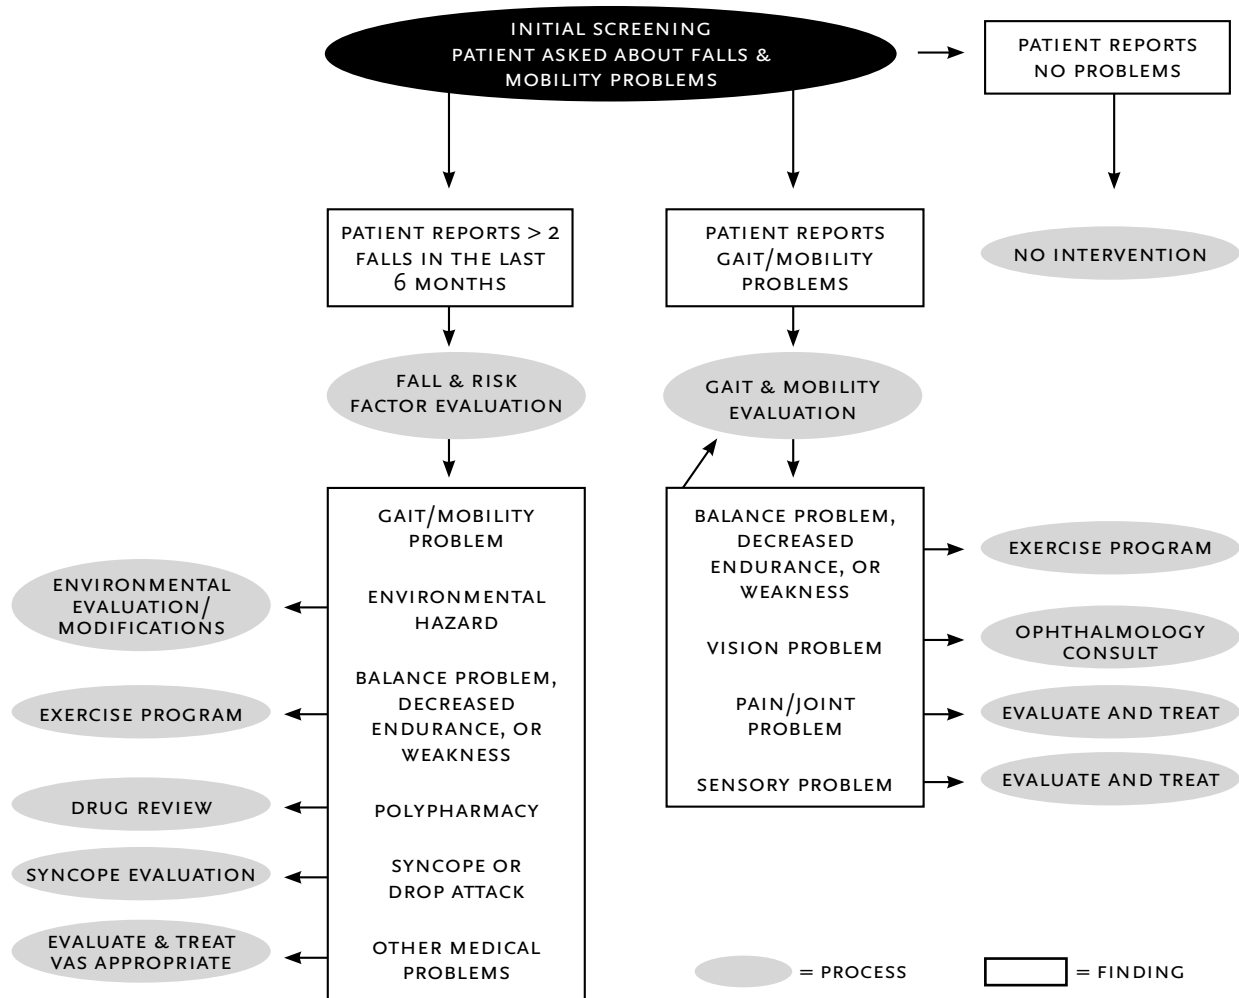 INITIAL SCREENING
PATIENT ASKED ABOUT FALLS &
MOBILITY PROBLEMS
PATIENT REPORTS
NO PROBLEMS
PATIENT REPORTS > 2
FALLS IN THE LAST
6 MONTHS
PATIENT REPORTS
GAIT/MOBILITY
PROBLEMS
NO INTERVENTION
FALL & RISK
FACTOR EVALUATION
GAIT & MOBILITY
EVALUATION
GAIT/MOBILITY
PROBLEM
ENVIRONMENTAL
HAZARD
BALANCE PROBLEM,
DECREASED
ENDURANCE, OR
WEAKNESS
POLYPHARMACY
SYNCOPE OR
DROP ATTACK
OTHER MEDICAL
PROBLEMS
ENVIRONMENTAL
EVALUATION/
MODIFICATIONS
EXERCISE PROGRAM
DRUG REVIEW
SYNCOPE EVALUATION
EVALUATE & TREAT
VAS APPROPRIATE
BALANCE PROBLEM,
DECREASED
ENDURANCE, OR
WEAKNESS
VISION PROBLEM
PAIN/JOINT
PROBLEM
SENSORY PROBLEM
EXERCISE PROGRAM
OPHTHALMOLOGY
CONSULT
EVALUATE AND TREAT
EVALUATE AND TREAT
= PROCESS
= FINDING